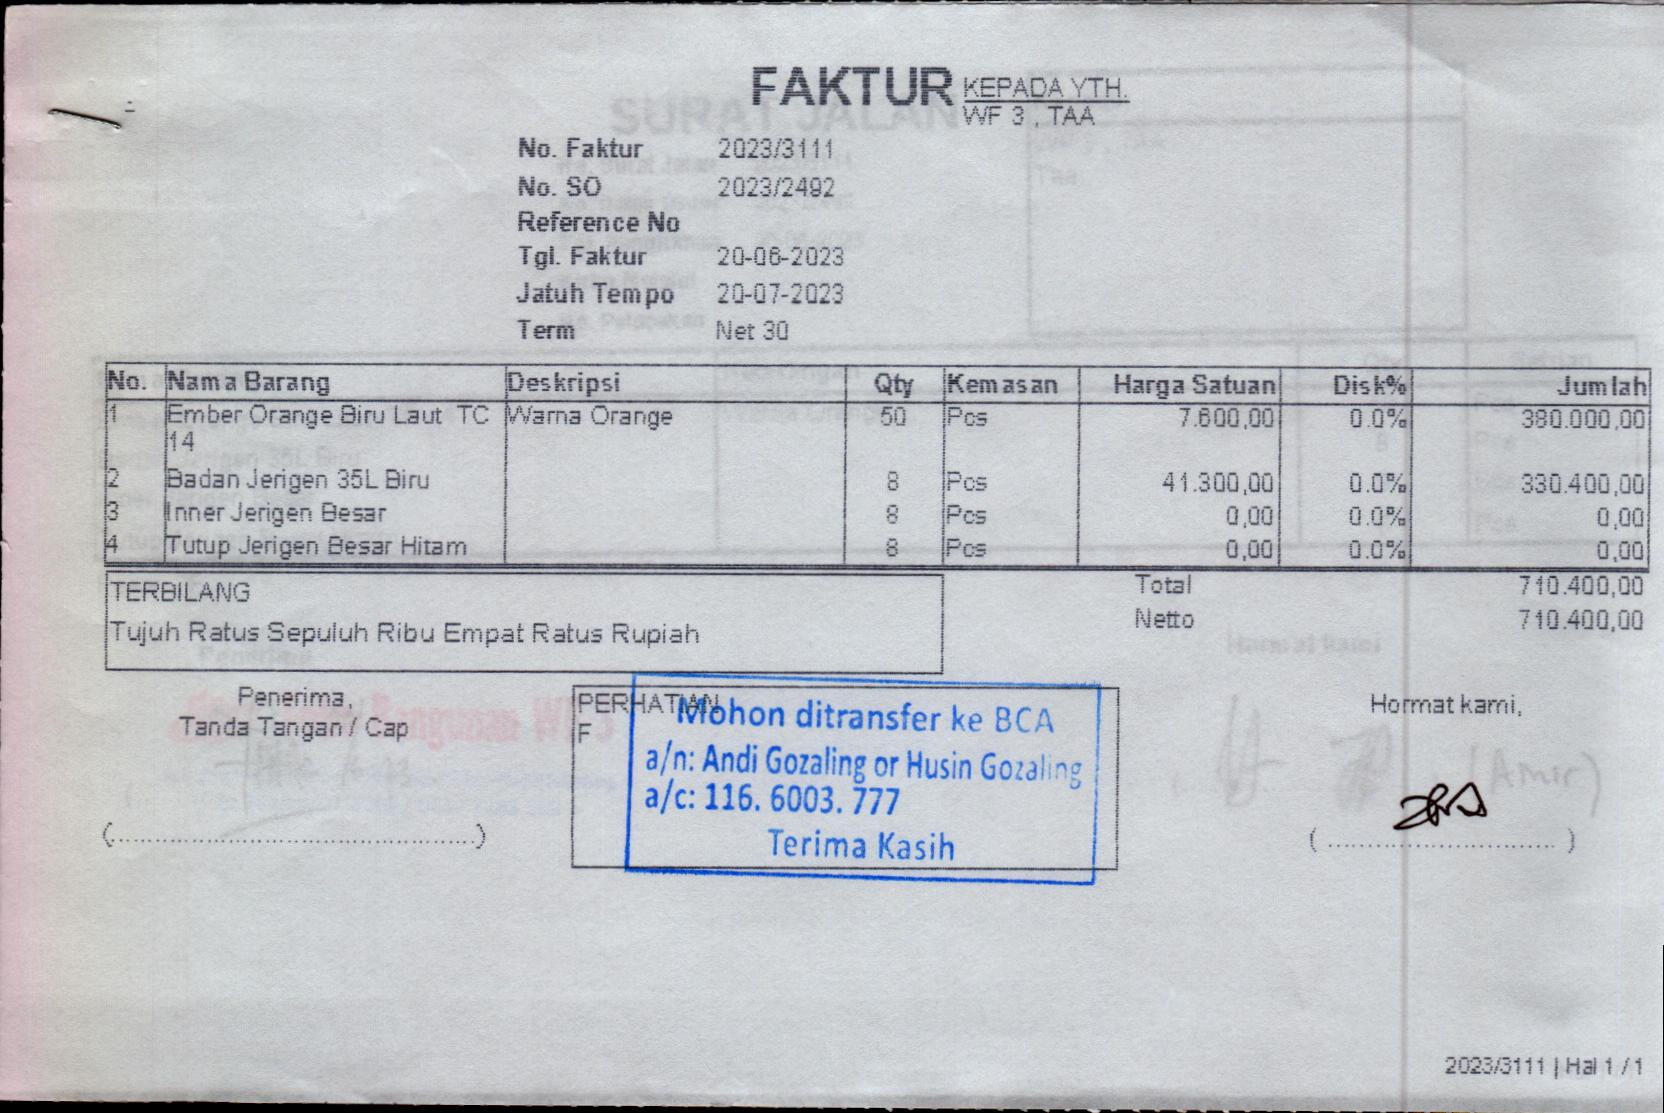 FAKTUR
KEPADA YTH.
WF 3 , TAA
No. Faktur 2023/3111
No. SO 2023/2492
Reference No
Tgl. Faktur 20-06-2023
Jatuh Tempo 20-07-2023
Term Net 30
No. Nama Barang Deskripsi Qty Kemasan Harga Satuan Disk% Jumlah
1 Ember Orange Biru Laut TC Warna Orange 50 Pcs 7.600,00 0.0% 380.000,00
14
2 Badan Jerigen 35L Biru 8 Pcs 41.300,00 0.0% 330.400,00
3 Inner Jerigen Besar 8 Pcs 0,00 0.0% 0,00
4 Tutup Jerigen Besar Hitam 8 Pcs 0,00 0.0% 0,00
TERBILANG
Tujuh Ratus Sepuluh Ribu Empat Ratus Rupiah
Total 710.400,00
Netto 710.400,00
Penerima,
Tanda Tangan / Cap
PERHATIAN
F
Mohon ditransfer ke BCA
a/n: Andi Gozaling or Husin Gozaling
a/c: 116. 6003. 777
Terima Kasih
Hormat kami,
(Amir)
2023/3111 | Hal 1 / 1